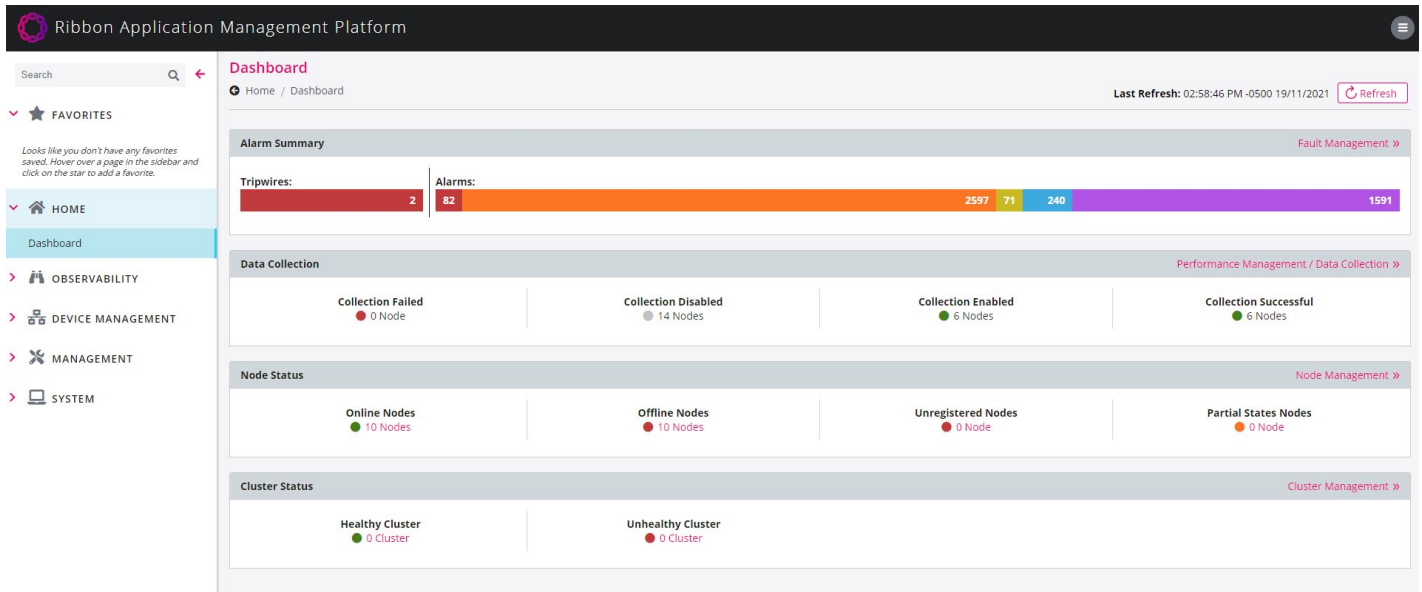 Ribbon Application Management Platform
Search
FAVORITES
Looks like you don't have any favorites
saved. Hover over a page in the sidebar and
click on the star to add a favorite.
HOME
Dashboard
OBSERVABILITY
DEVICE MANAGEMENT
MANAGEMENT
SYSTEM
Dashboard
Home / Dashboard
Last Refresh: 02:58:46 PM -0500 19/11/2021 Refresh
Alarm Summary Fault Management »
Tripwires: Alarms:
2 82 2597 71 240 1591
Data Collection Performance Management / Data Collection »
Collection Failed Collection Disabled Collection Enabled Collection Successful
0 Node 14 Nodes 6 Nodes 6 Nodes
Node Status Node Management »
Online Nodes Offline Nodes Unregistered Nodes Partial States Nodes
10 Nodes 10 Nodes 0 Node 0 Node
Cluster Status Cluster Management »
Healthy Cluster Unhealthy Cluster
0 Cluster 0 Cluster